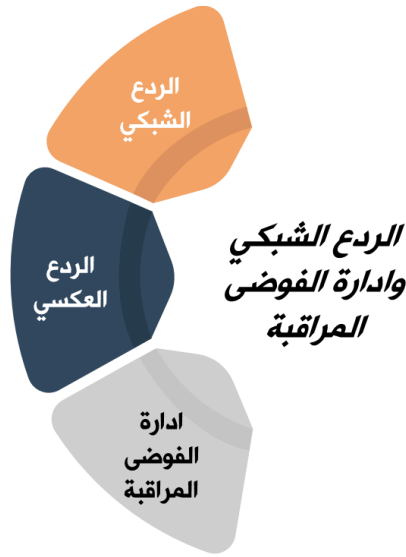 الردع
الشبكي
الردع
العكسي
الردع الشبكي
وادارة الفوضى
المراقبة
ادارة
الفوضى
المراقبة